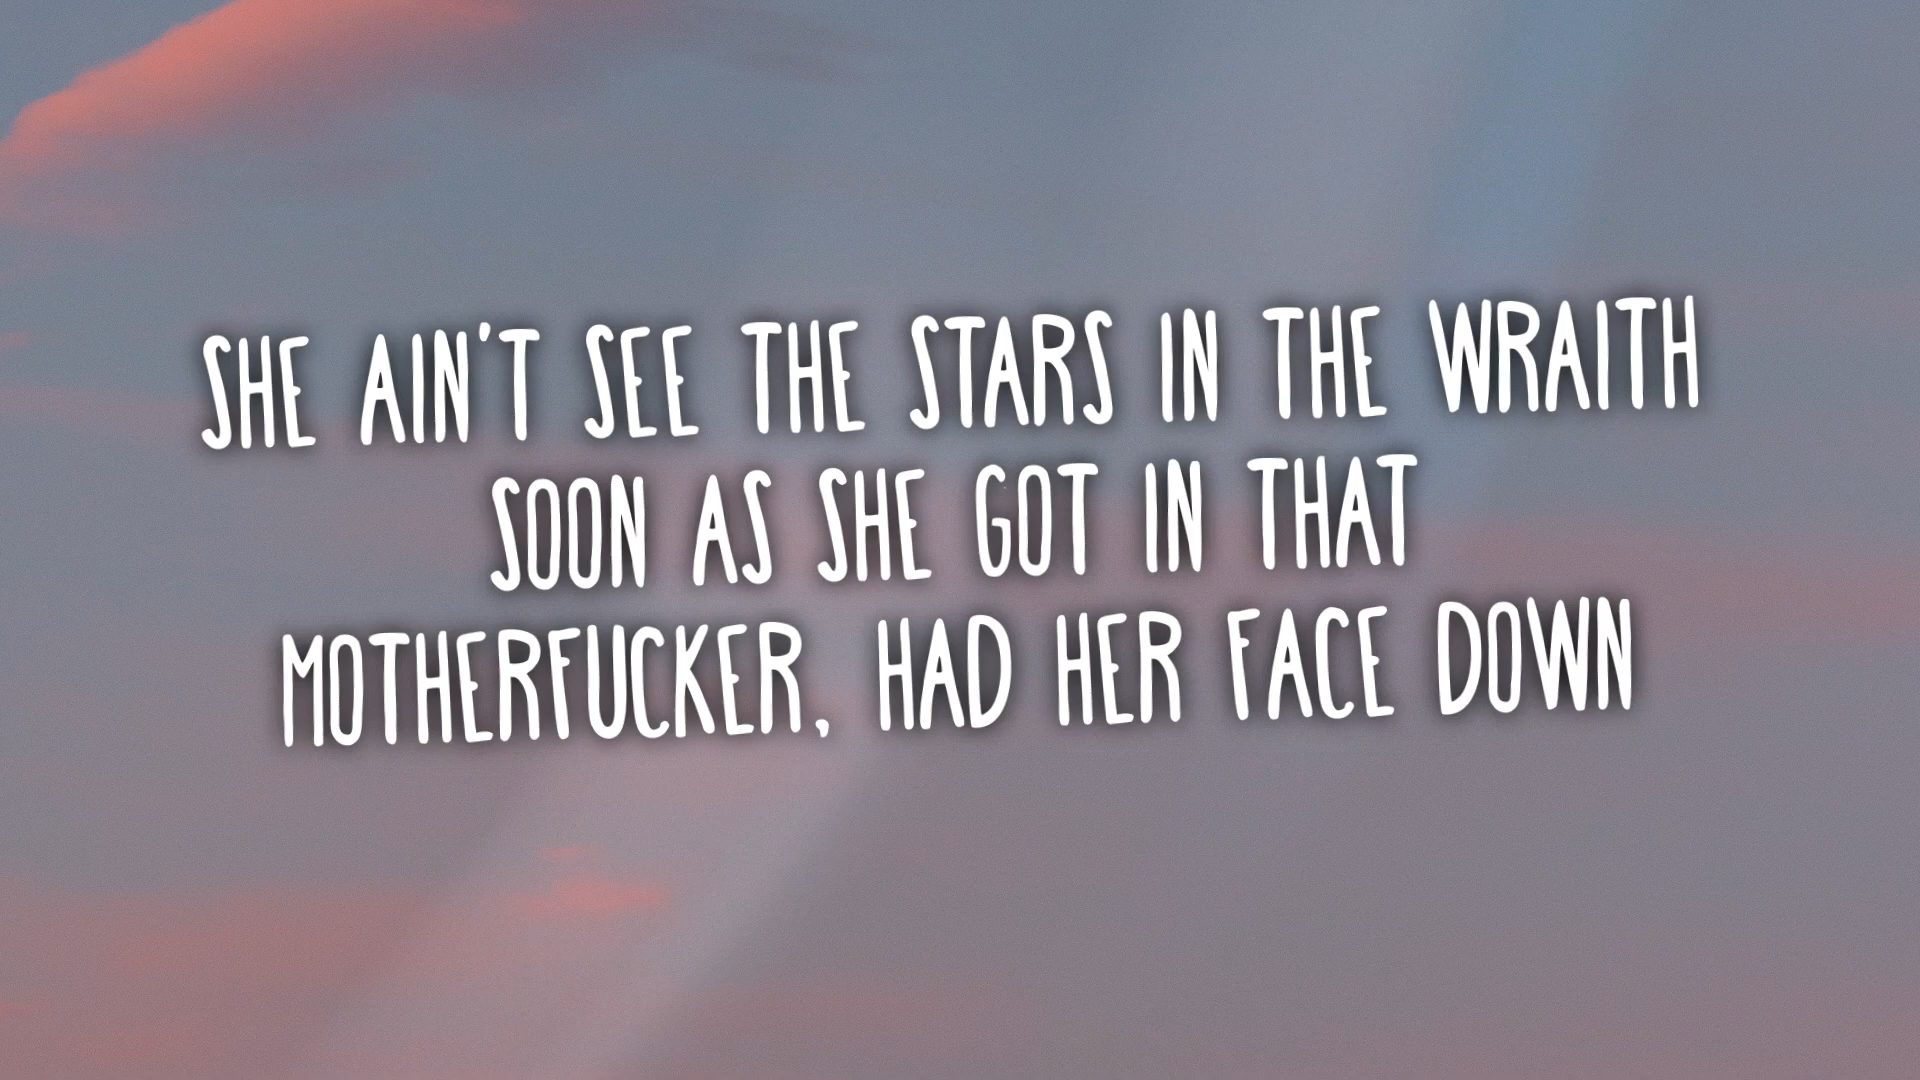 SHE AIN'T SEE THE STARS IN THE WRAITH
SOON AS SHE GOT IN THAT
MOTHERFUCKER, HAD HER FACE DOWN